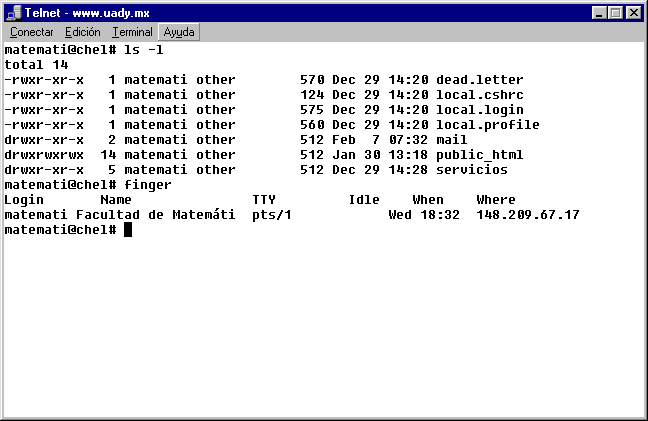 Telnet - www.uady.mx
Conectar Edición Terminal Ayuda
matemati@chel# ls -l
total 14
-rwxr-xr-x   1 matemati other        570 Dec 29 14:20 dead.letter
-rwxr-xr-x   1 matemati other        124 Dec 29 14:20 local.cshrc
-rwxr-xr-x   1 matemati other        575 Dec 29 14:20 local.login
-rwxr-xr-x   1 matemati other        560 Dec 29 14:20 local.profile
drwxr-xr-x   2 matemati other        512 Feb  7 07:32 mail
drwxrwxrwx  14 matemati other        512 Jan 30 13:18 public_html
drwxr-xr-x   5 matemati other        512 Dec 29 14:28 servicios
matemati@chel# finger
Login       Name               TTY         Idle    When    Where
matemati Facultad de Matemáti  pts/1            Wed 18:32  148.209.67.17
matemati@chel#